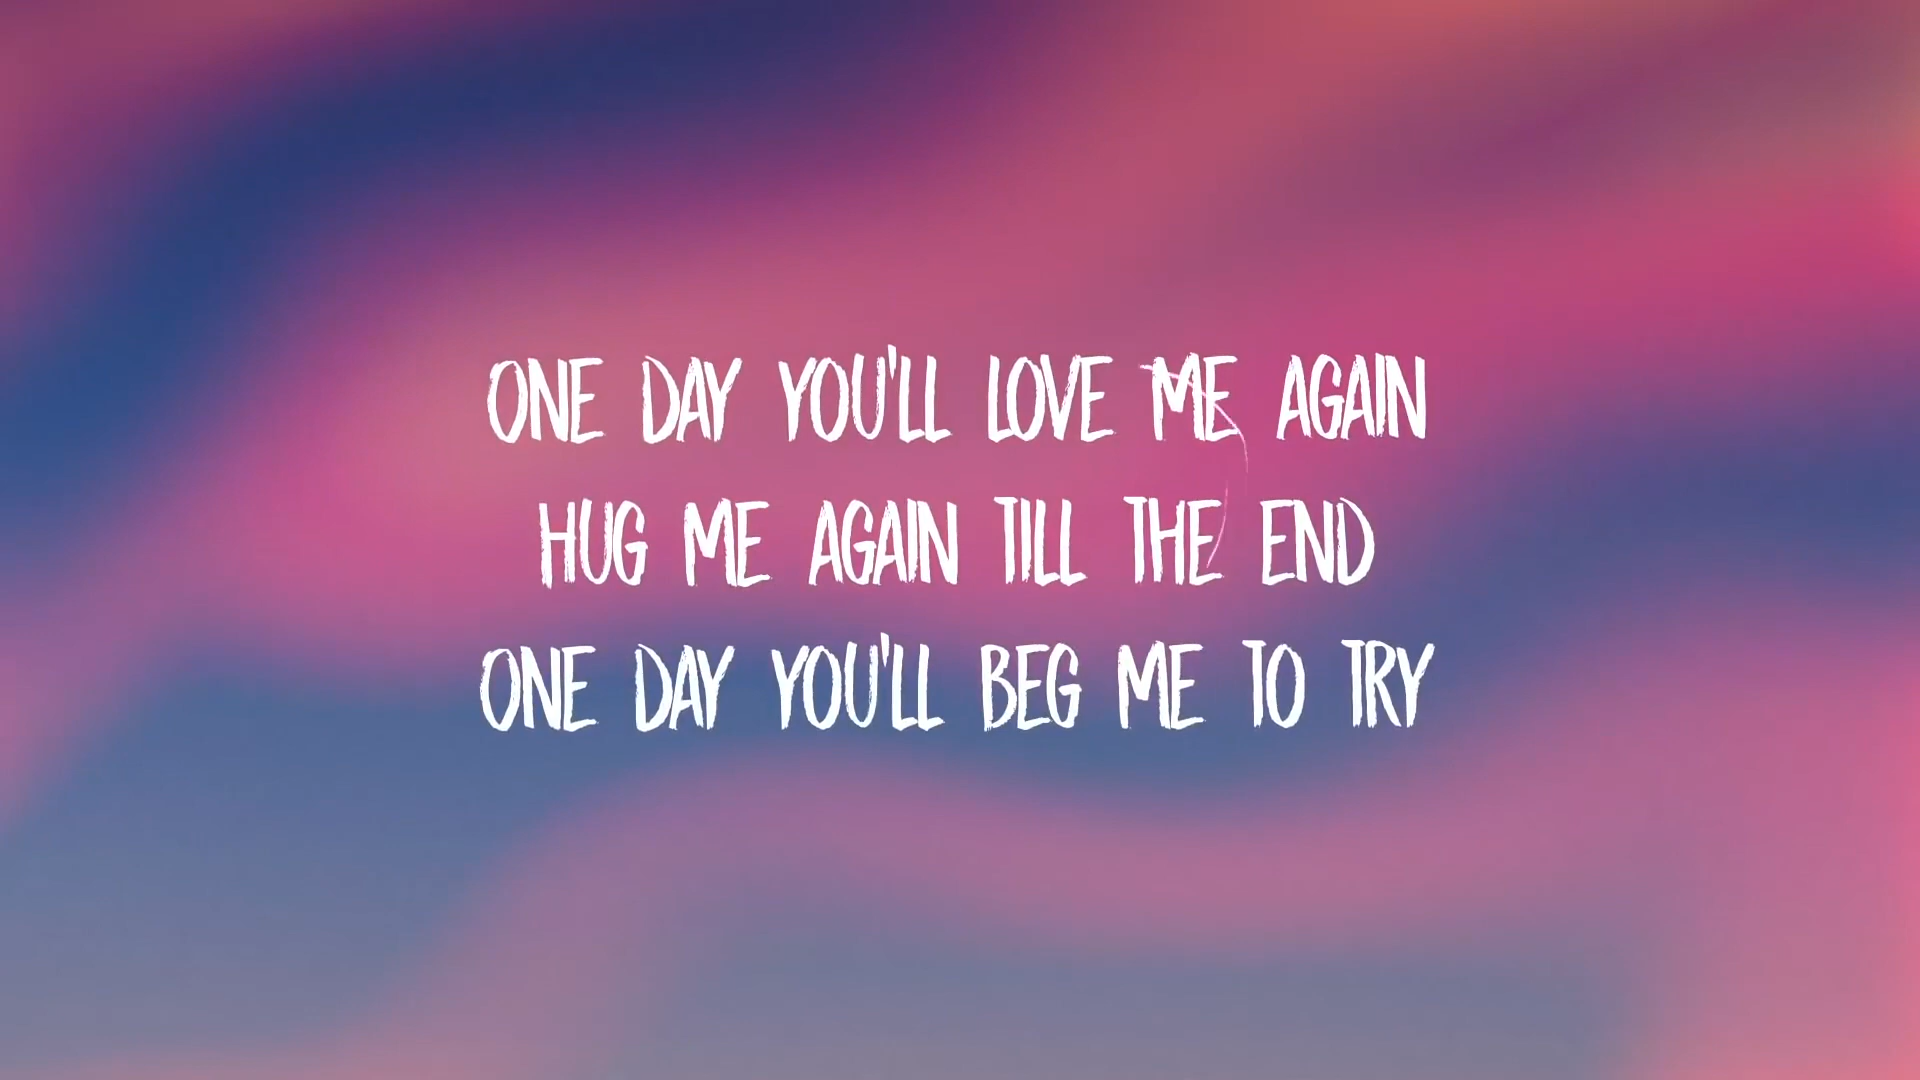 ONE DAY YOU'LL LOVE ME AGAIN
HUG ME AGAIN TILL THE END
ONE DAY YOU'LL BEG ME TO TRY